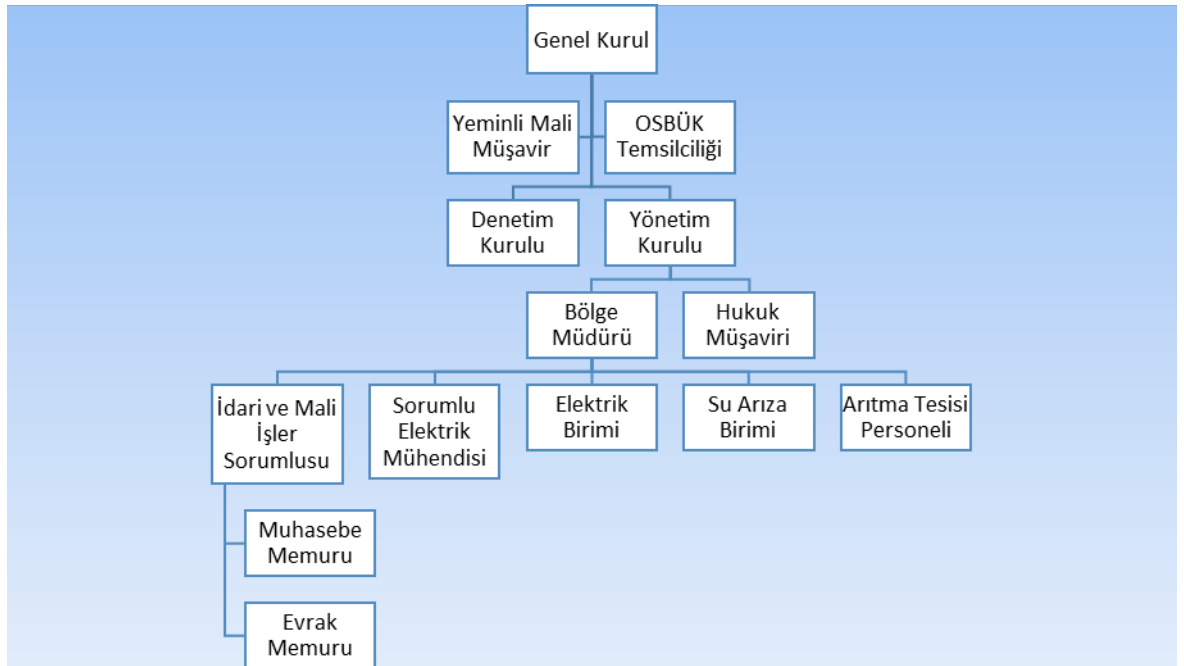 Genel Kurul
Yeminli Mali
Müşavir
OSBÜK
Temsilciliği
Denetim
Kurulu
Yönetim
Kurulu
Bölge
Müdürü
Hukuk
Müşaviri
İdari ve Mali
İşler
Sorumlusu
Sorumlu
Elektrik
Mühendisi
Elektrik
Birimi
Su Arıza
Birimi
Arıtma Tesisi
Personeli
Muhasebe
Memuru
Evrak
Memuru